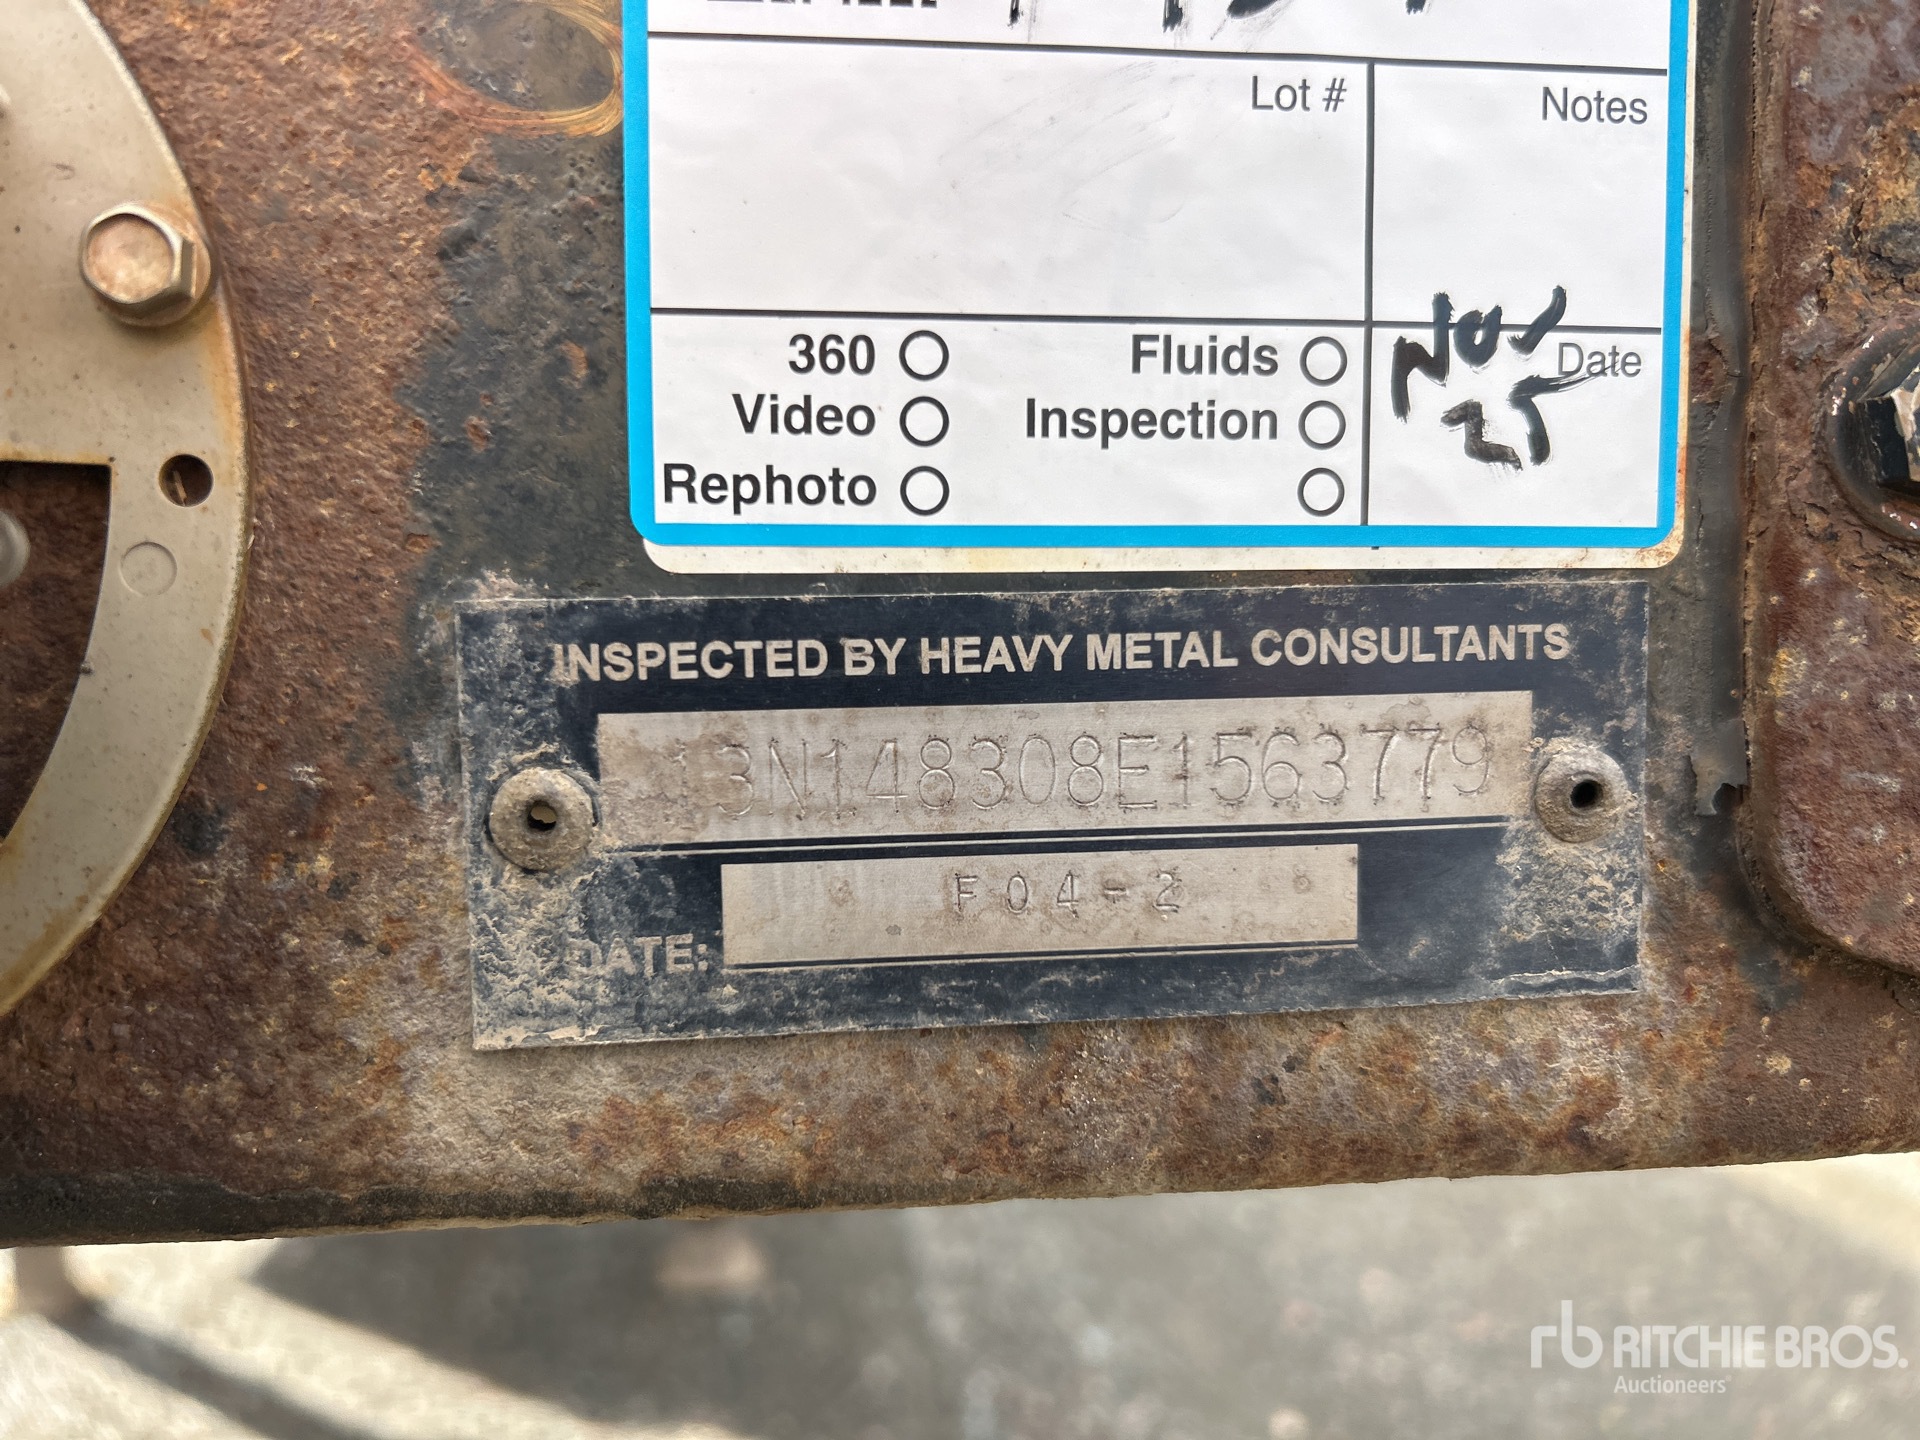 Lot #
Notes
360
Fluids
Nov
Date
Video
Inspection
25
Rephoto
INSPECTED BY HEAVY METAL CONSULTANTS
13N148308E1563779
F04-2
DATE:
rb RITCHIE BROS.
Auctioneers